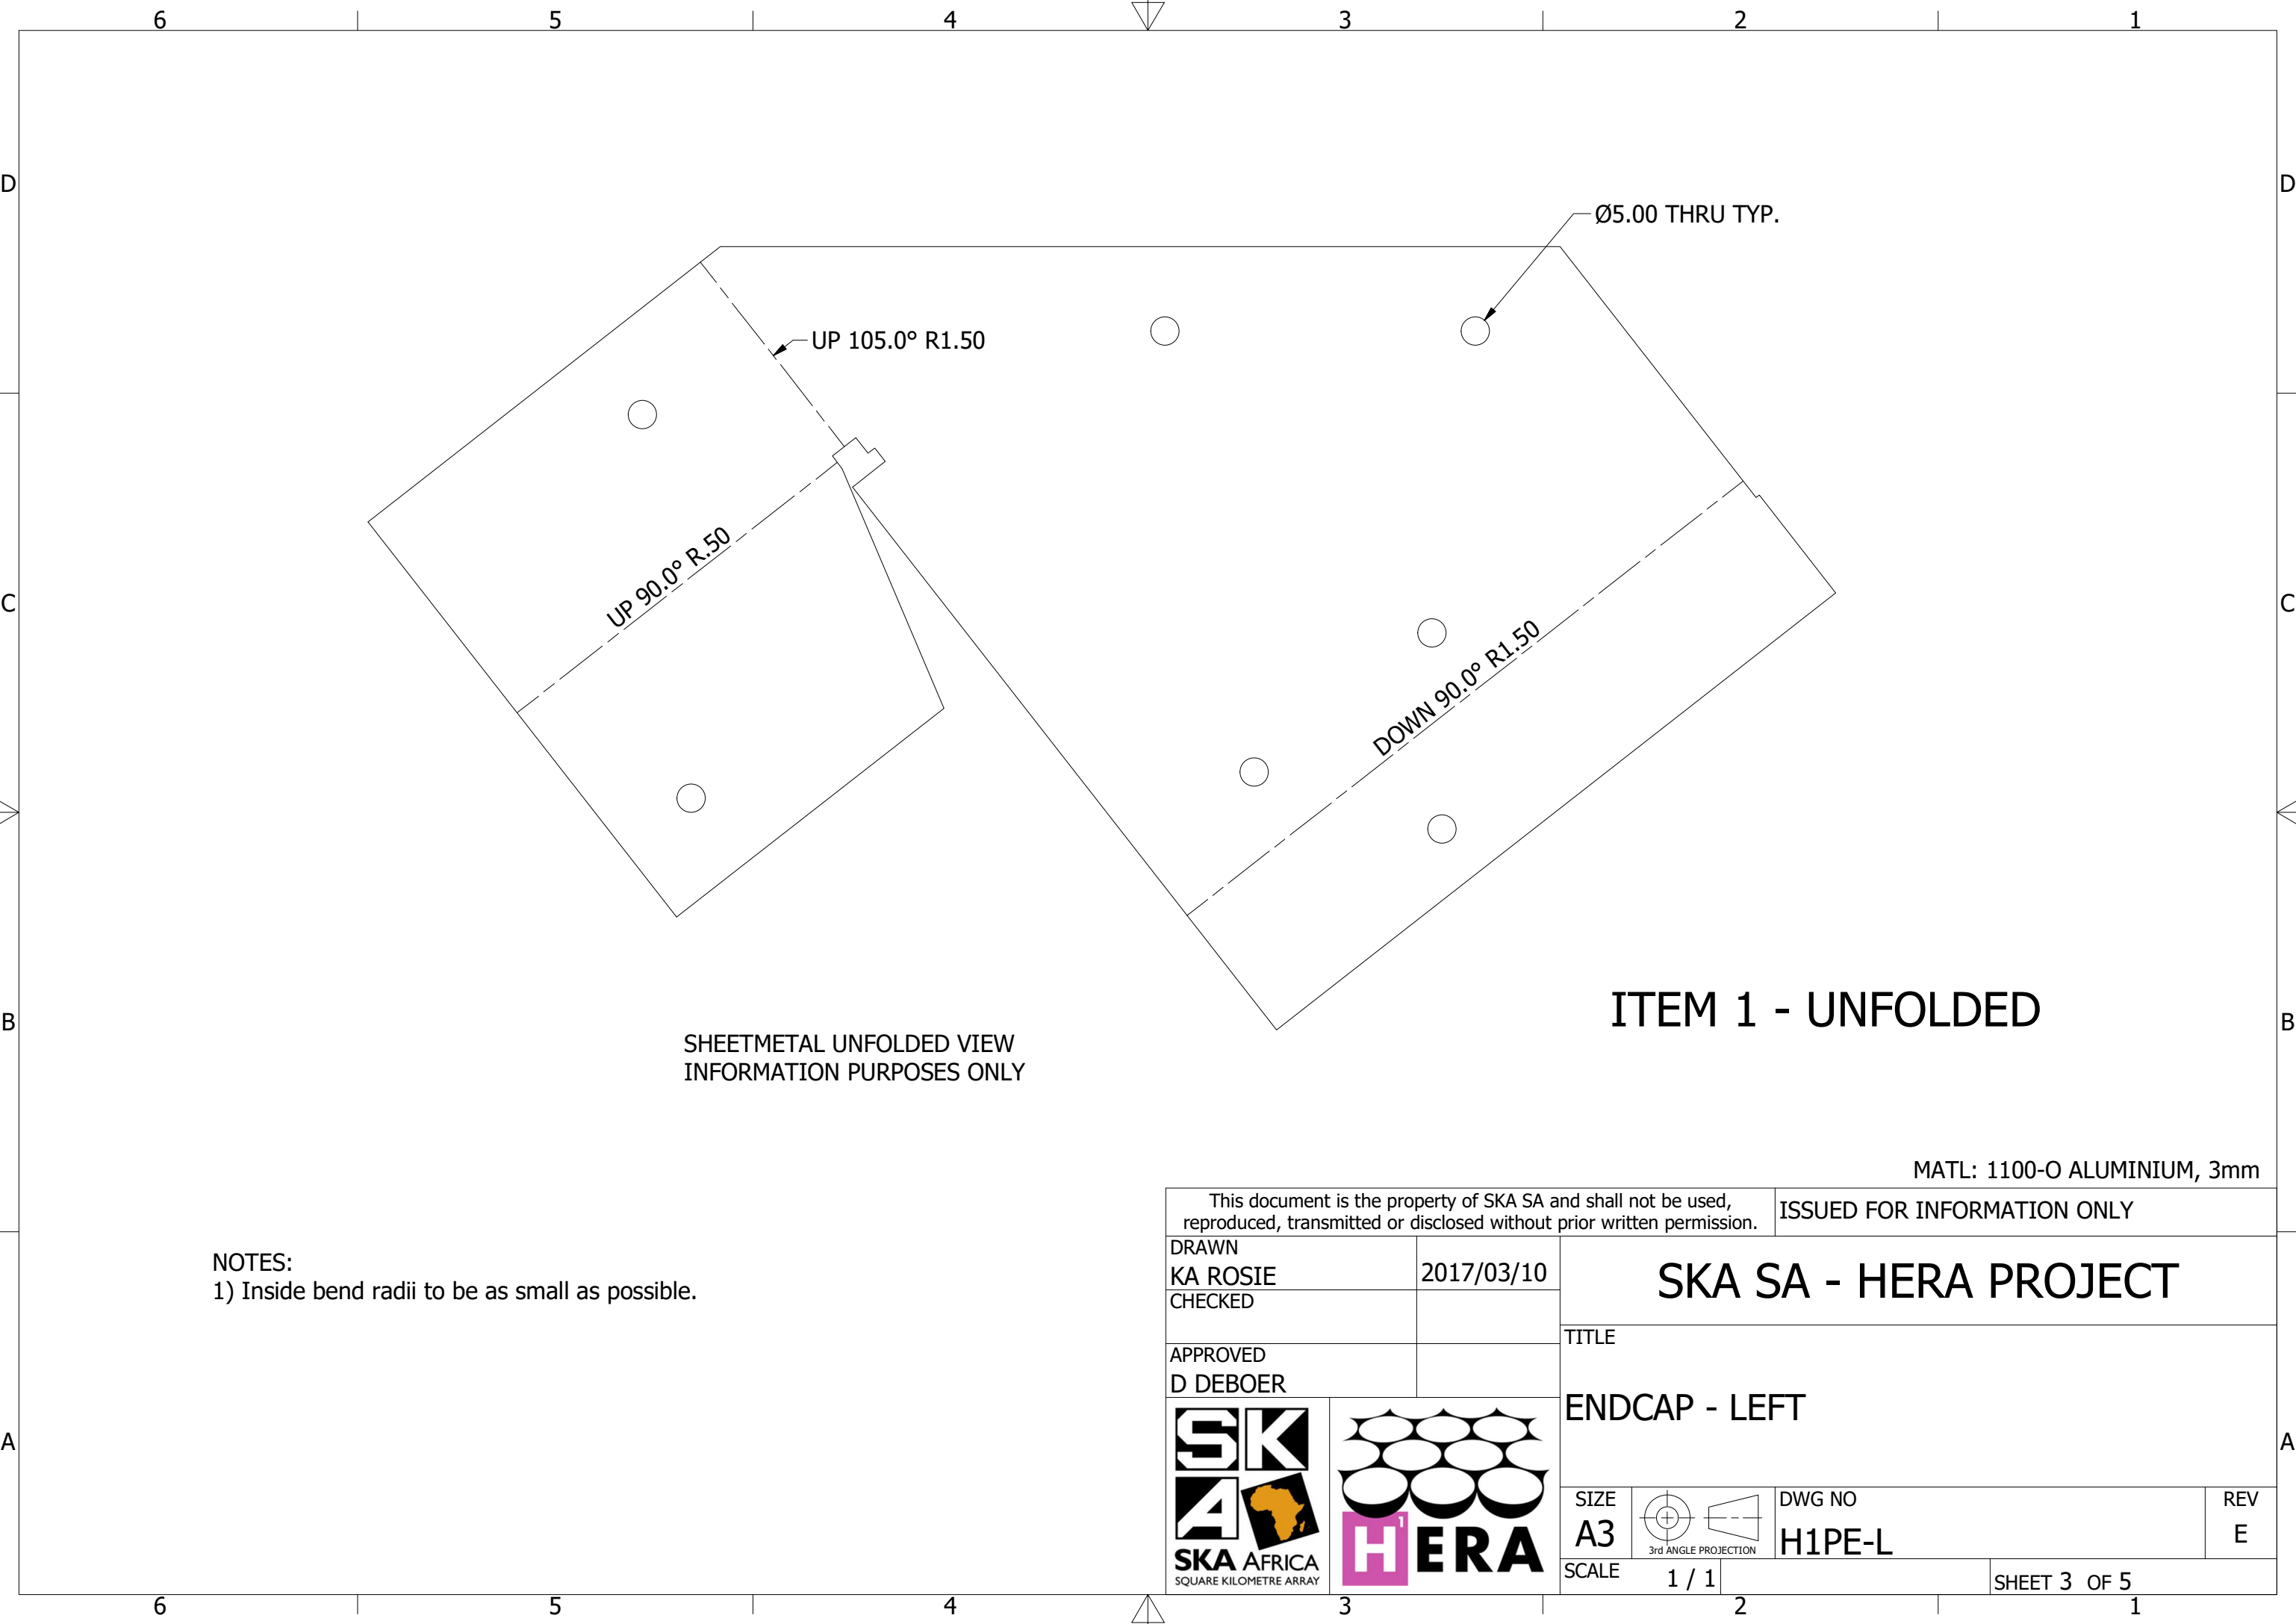 6 5 4 3 2 1
D D
Ø5.00 THRU TYP.
UP 105.0° R1.50
UP 90.0° R.50
C C
DOWN 90.0° R1.50
ITEM 1 - UNFOLDED
B B
SHEETMETAL UNFOLDED VIEW
INFORMATION PURPOSES ONLY
MATL: 1100-O ALUMINIUM, 3mm
This document is the property of SKA SA and shall not be used,
reproduced, transmitted or disclosed without prior written permission.
ISSUED FOR INFORMATION ONLY
NOTES:
1) Inside bend radii to be as small as possible.
DRAWN
KA ROSIE
2017/03/10
SKA SA - HERA PROJECT
CHECKED
TITLE
APPROVED
D DEBOER
ENDCAP - LEFT
A A
SKA
SKA AFRICA
SQUARE KILOMETRE ARRAY
H1ERA
SIZE
A3
3rd ANGLE PROJECTION
DWG NO
H1PE-L
REV
E
SCALE
1 / 1
SHEET 3 OF 5
6 5 4 3 2 1